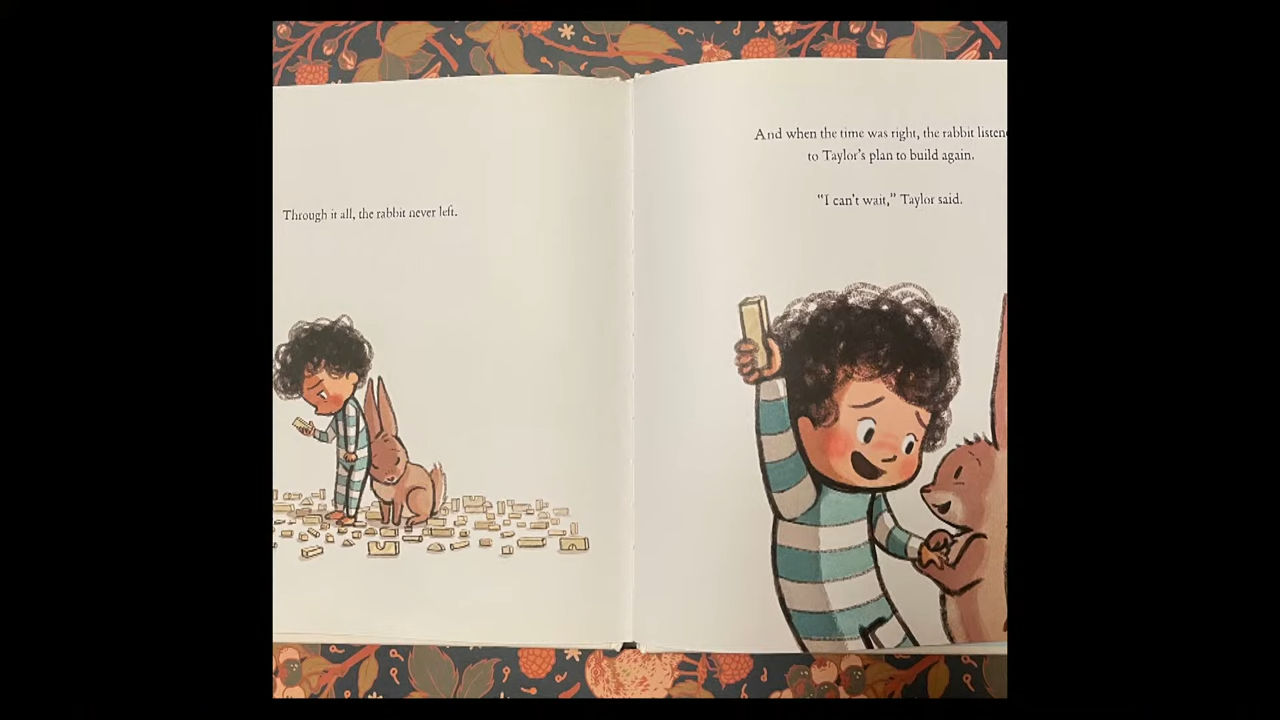 Through it all, the rabbit never left.
And when the time was right, the rabbit listen
to Taylor's plan to build again.
“I can't wait,” Taylor said.